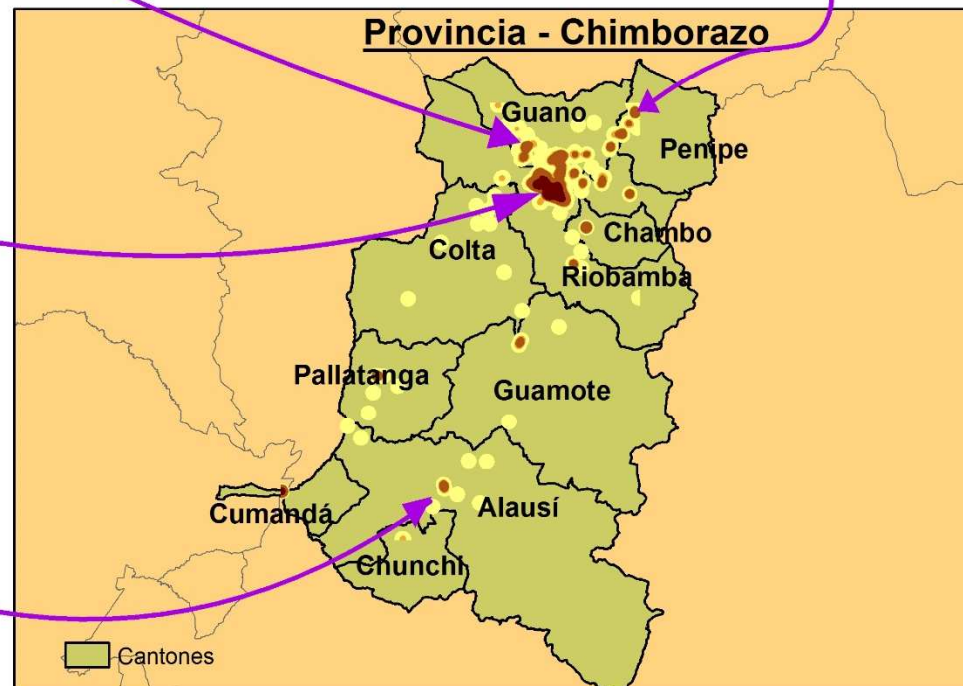 Provincia - Chimborazo
Guano
Penipe
Chambo
Colta
Riobamba
Pallatanga
Guamote
Cumandá
Alausí
Chunchi
Cantones